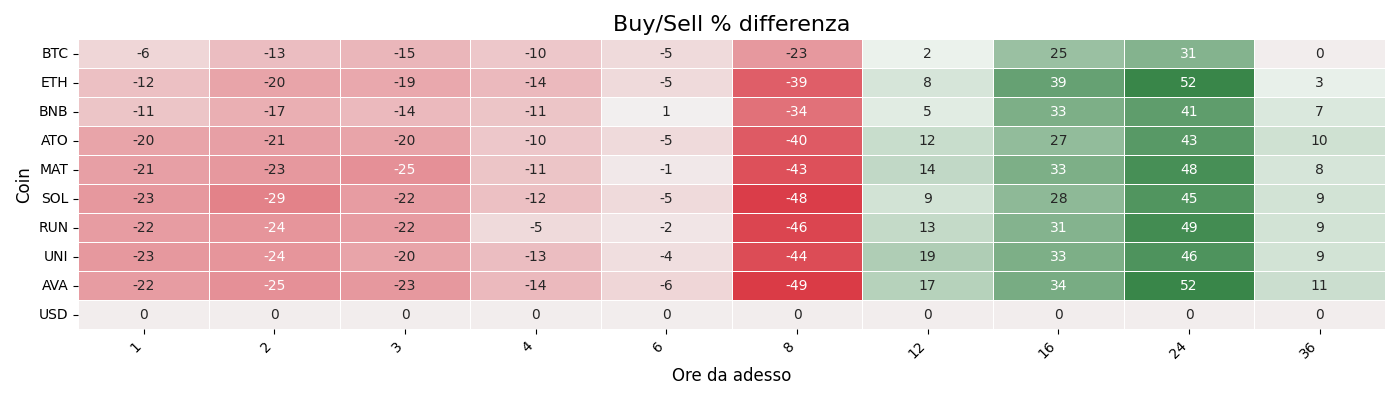 Buy/Sell % differenza
Coin
BTC -6 -13 -15 -10 -5 -23 2 25 31 0
ETH -12 -20 -19 -14 -5 -39 8 39 52 3
BNB -11 -17 -14 -11 1 -34 5 33 41 7
ATO -20 -21 -20 -10 -5 -40 12 27 43 10
MAT -21 -23 -25 -11 -1 -43 14 33 48 8
SOL -23 -29 -22 -12 -5 -48 9 28 45 9
RUN -22 -24 -22 -5 -2 -46 13 31 49 9
UNI -23 -24 -20 -13 -4 -44 19 33 46 9
AVA -22 -25 -23 -14 -6 -49 17 34 52 11
USD 0 0 0 0 0 0 0 0 0 0
1 2 3 4 6 8 12 16 24 36
Ore da adesso